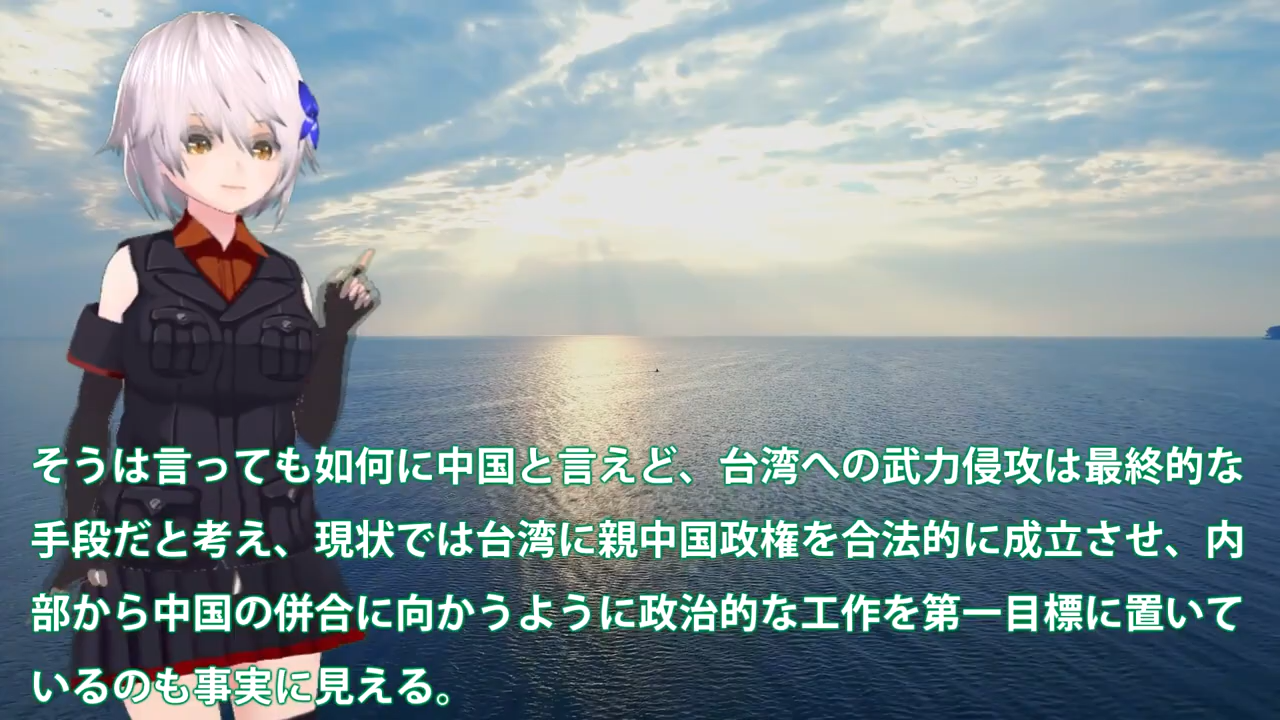 そうは言っても如何に中国と言えど、台湾への武力侵攻は最終的な
手段だと考え、現状では台湾に親中国政権を合法的に成立させ、内
部から中国の併合に向かうように政治的な工作を第一目標に置いて
いるのも事実に見える。